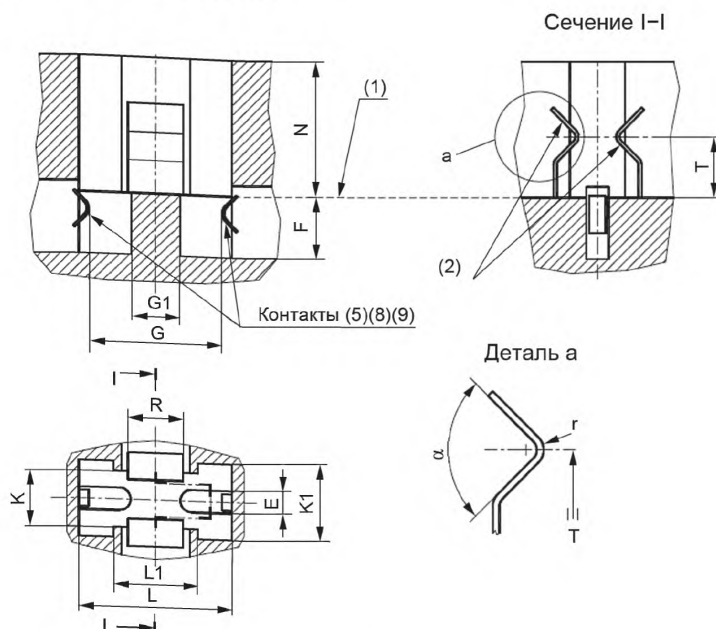 Сечение I–I
(1)
N
a
T
F
(2)
G1
G
Контакты (5)(8)(9)
Деталь a
I
R
α
r
K
E
K1
T
L1
L
I